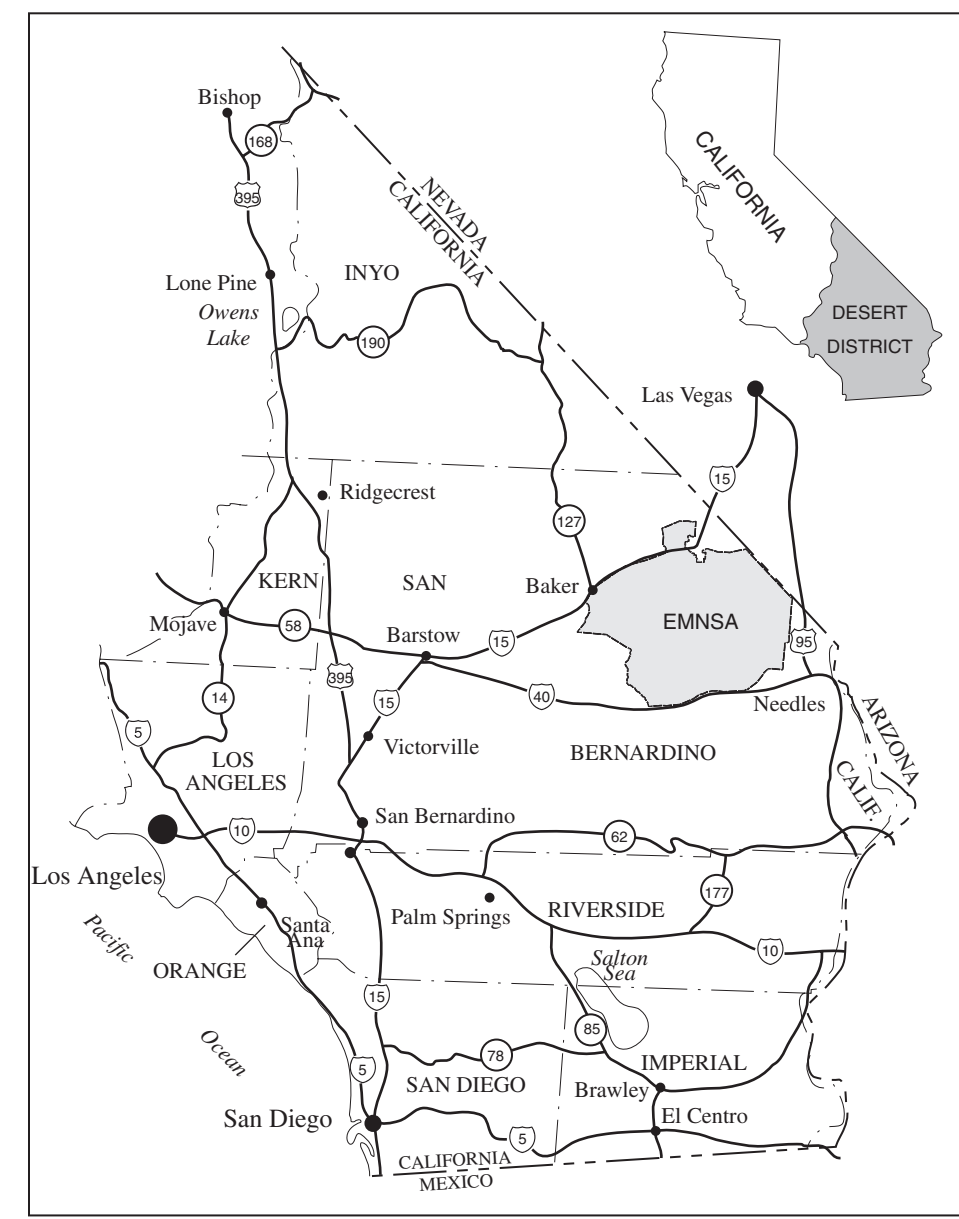 Bishop
168
395
NEVADA
CALIFORNIA
CALIFORNIA
DESERT
DISTRICT
Lone Pine
INYO
Owens
Lake
190
Las Vegas
15
Ridgecrest
127
KERN
SAN
Baker
EMNSA
Mojave
58
Barstow
15
95
395
14
15
40
Needles
ARIZONA
CALIF.
5
Victorville
BERNARDINO
LOS
ANGELES
San Bernardino
10
62
Los Angeles
177
Palm Springs
RIVERSIDE
Santa
Ana
Pacific
ORANGE
Salton
Sea
10
15
85
Ocean
78
5
SAN DIEGO
IMPERIAL
Brawley
San Diego
El Centro
5
CALIFORNIA
MEXICO